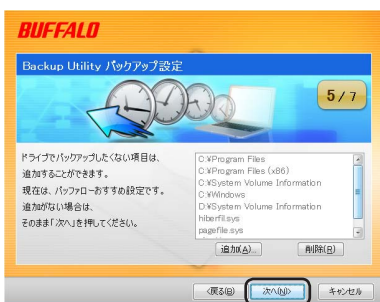 BUFFALO
Backup Utility バックアップ設定
5/7
ドライブでバックアップしたくない項目は、
追加することができます。
現在は、バッファローおすすめ設定です。
追加がない場合は、
そのまま「次へ」を押してください。
C:¥Program Files
C:¥Program Files (x86)
C:¥System Volume Information
C:¥Windows
D:¥System Volume Information
hiberfil.sys
pagefile.sys
追加(A)...
削除(R)
<戻る(B)
次へ(N)>
キャンセル